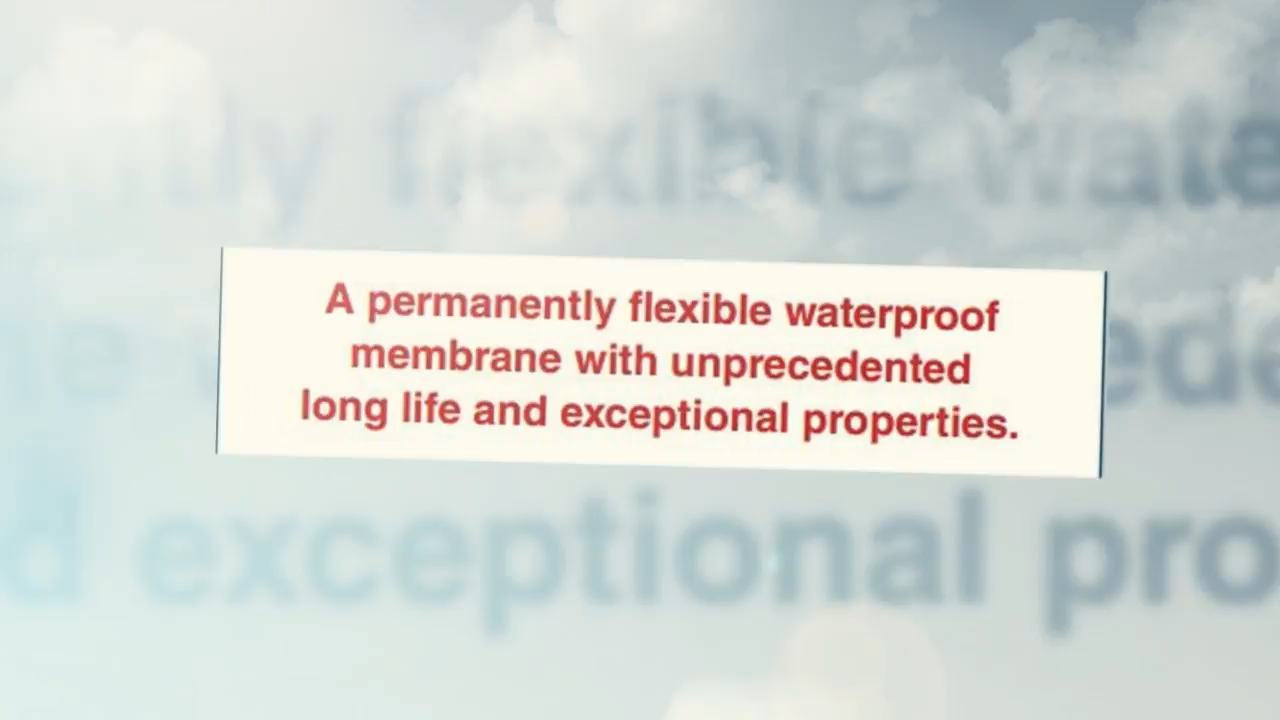 A permanently flexible waterproof
membrane with unprecedented
long life and exceptional properties.